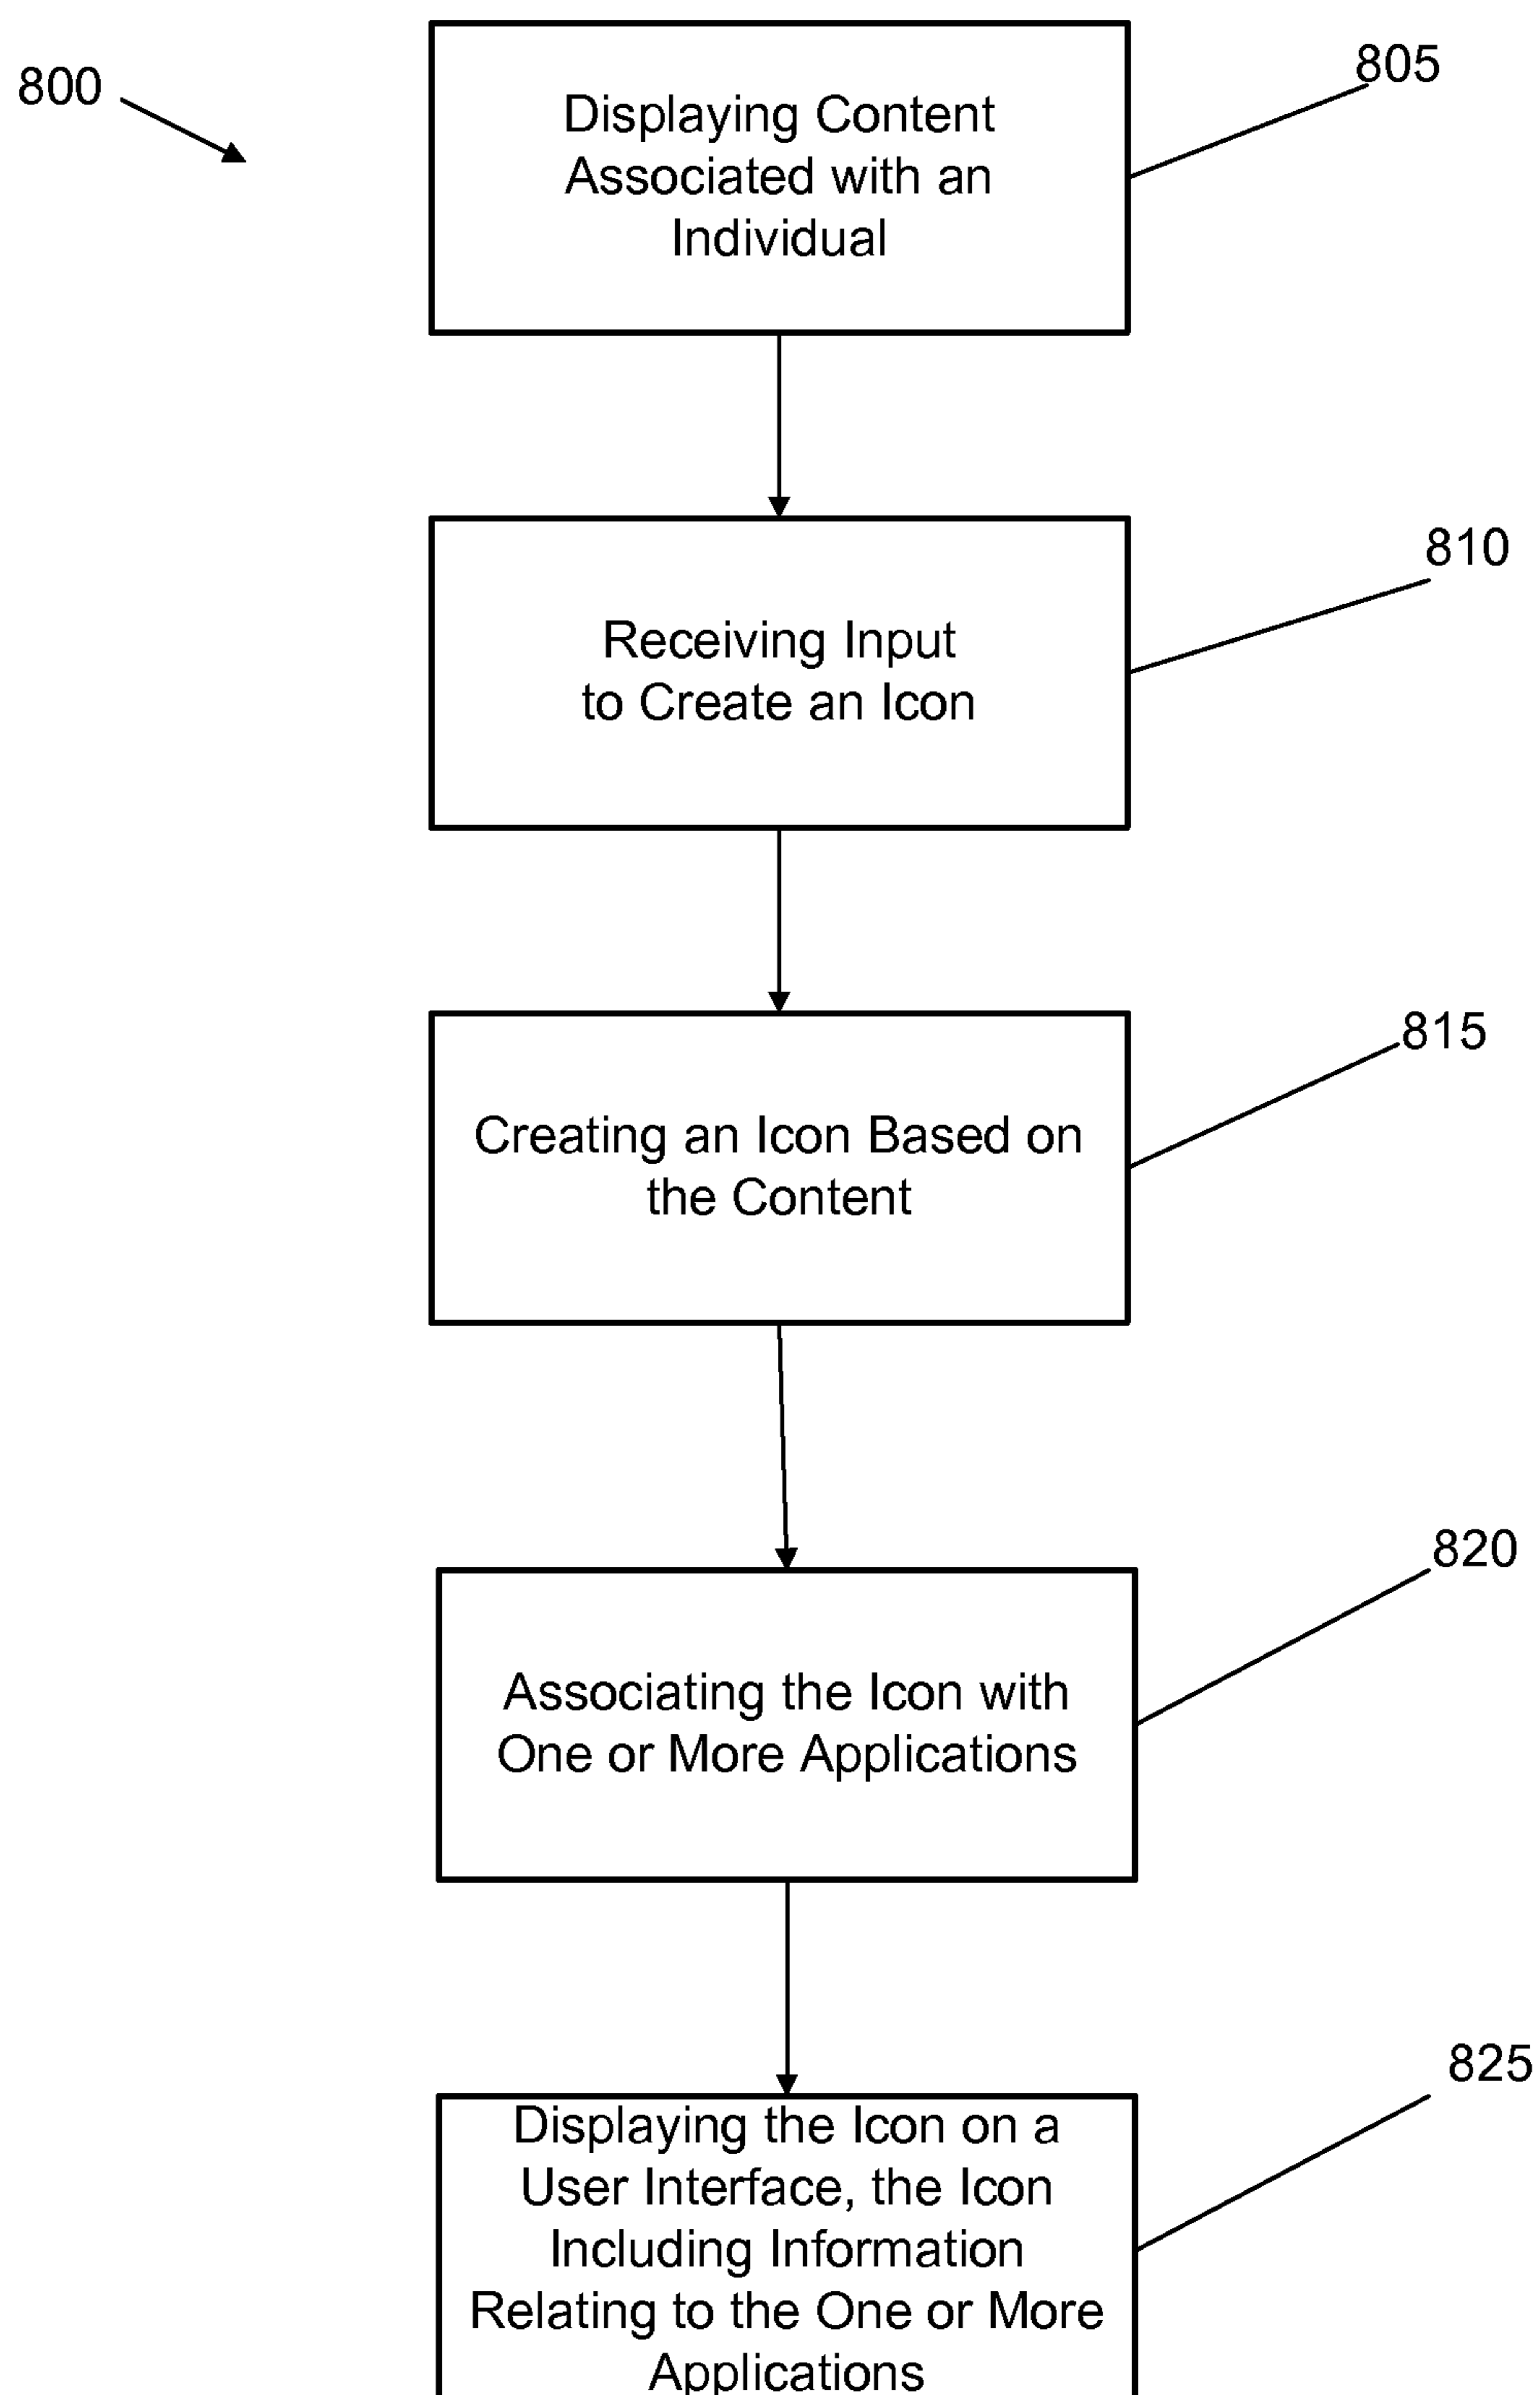 800
805
Displaying Content
Associated with an
Individual
810
Receiving Input
to Create an Icon
815
Creating an Icon Based on
the Content
820
Associating the Icon with
One or More Applications
825
Displaying the Icon on a
User Interface, the Icon
Including Information
Relating to the One or More
Applications